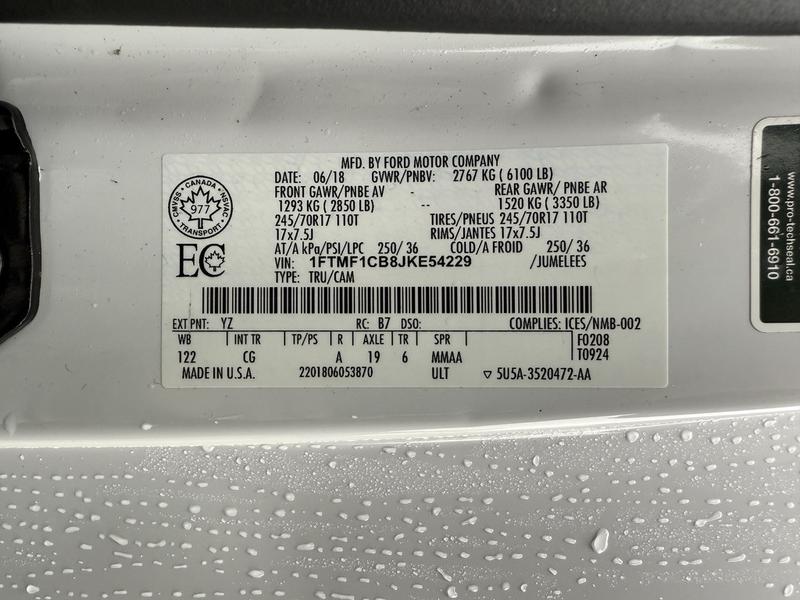 MFD. BY FORD MOTOR COMPANY
DATE: 06/18 GVWR/PNBV: 2767 KG ( 6100 LB)
FRONT GAWR/PNBE AV -- REAR GAWR/ PNBE AR
1293 KG ( 2850 LB) -- 1520 KG ( 3350 LB)
245/70R17 110T TIRES/PNEUS 245/70R17 110T
17x7.5J RIMS/JANTES 17x7.5J
AT/A kPa/PSI/LPC 250/ 36 COLD/A FROID 250/ 36
VIN: 1FTMF1CB8JKE54229 /JUMELEES
TYPE: TRU/CAM
CANADA
CMVSS NSVAC
977
TRANSPORT
EC
EXT PNT: YZ RC: B7 DSO: COMPLIES: ICES/NMB-002
WB INT TR TP/PS R AXLE TR SPR F0208
122 CG A 19 6 MMAA T0924
MADE IN U.S.A. 2201806053870 ULT ▽ 5U5A-3520472-AA
www.pro-techseal.ca
1-800-661-6910